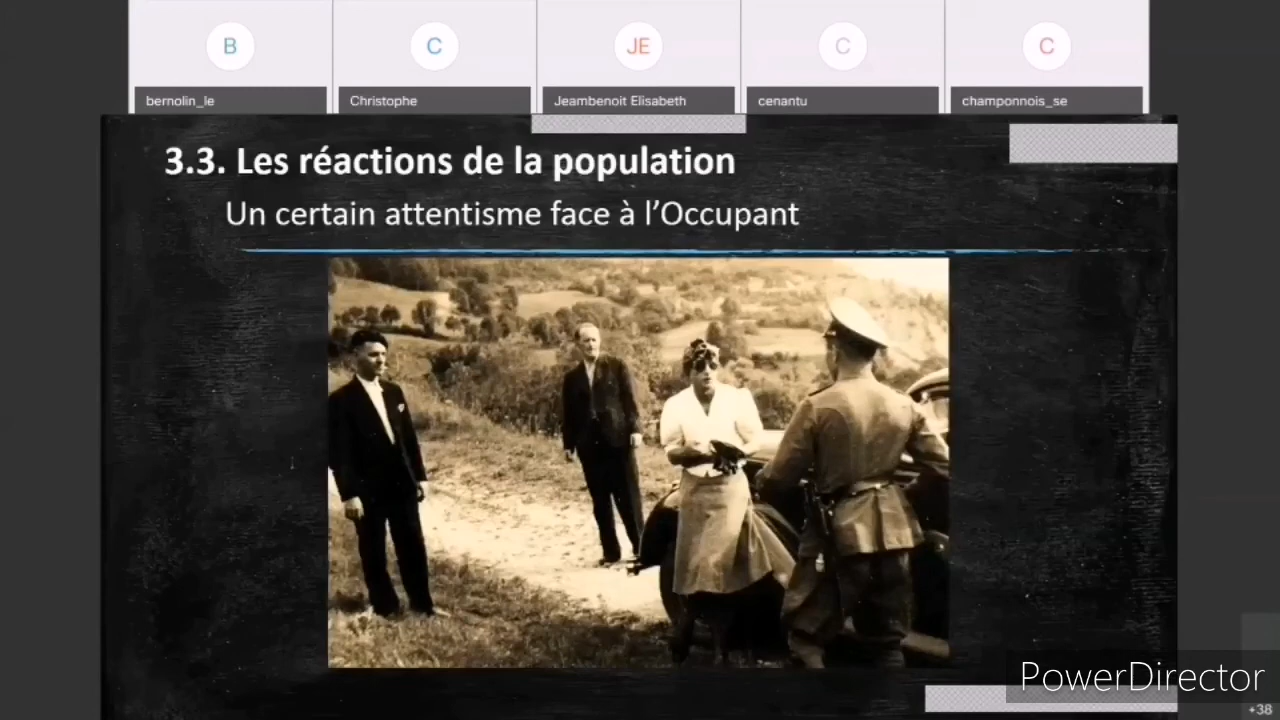 B
C
JE
C
C
bernolin_le
Christophe
Jeambenoit Elisabeth
cenantu
champonnois_se
3.3. Les réactions de la population
Un certain attentisme face à l’Occupant
PowerDirector
+38